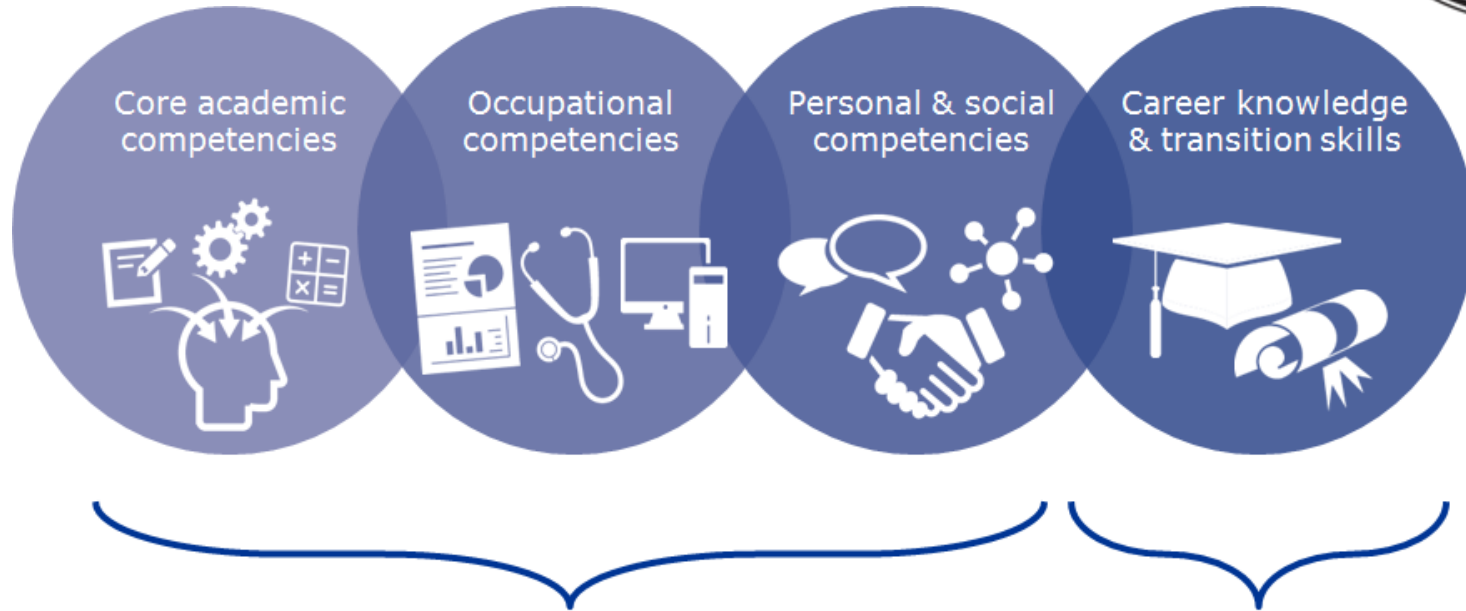 Core academic
competencies
Occupational
competencies
Personal & social
competencies
Career knowledge
& transition skills